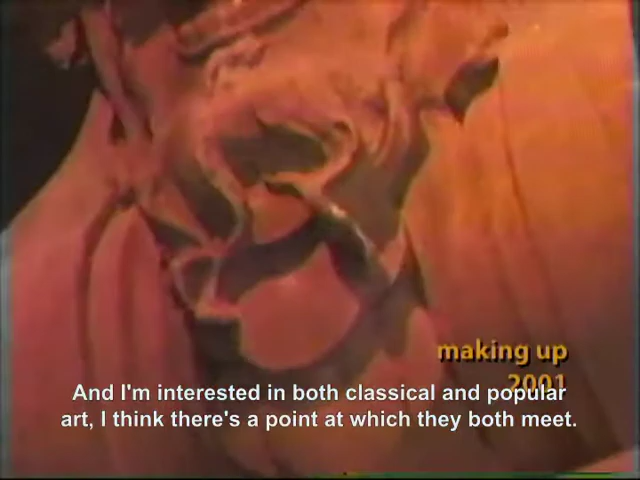 making up
2001
And I'm interested in both classical and popular
art, I think there's a point at which they both meet.